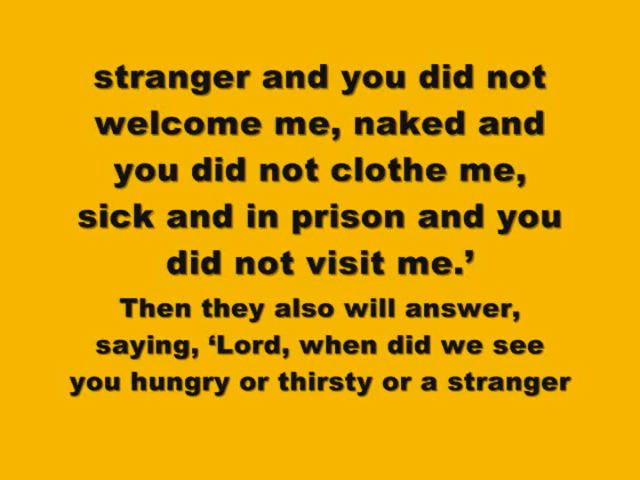 stranger and you did not
welcome me, naked and
you did not clothe me,
sick and in prison and you
did not visit me.’
Then they also will answer,
saying, ‘Lord, when did we see
you hungry or thirsty or a stranger